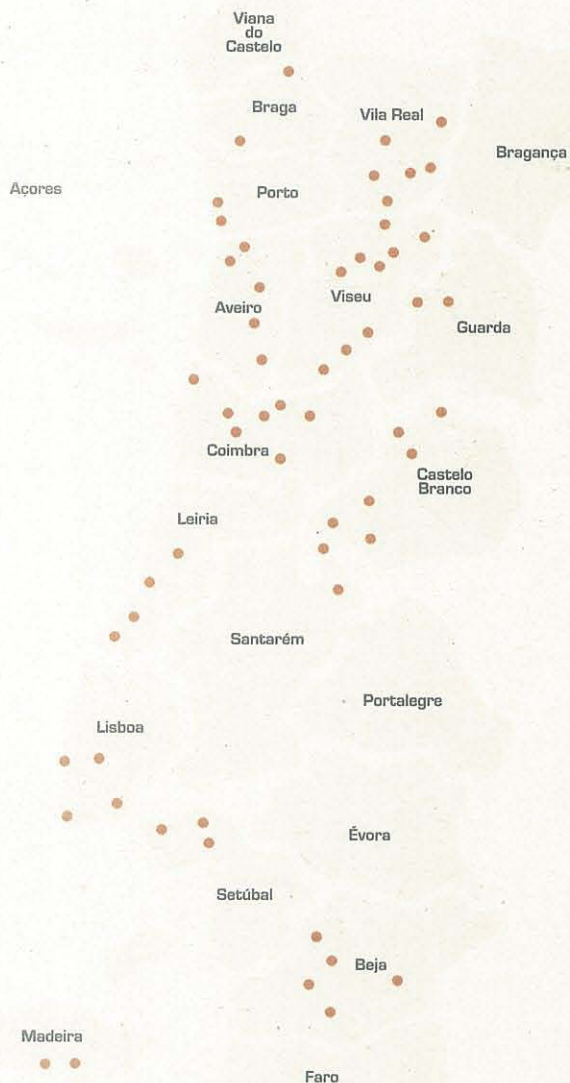 Viana
do
Castelo
Braga
Vila Real
Bragança
Açores
Porto
Aveiro
Viseu
Guarda
Coimbra
Castelo
Branco
Leiria
Santarém
Portalegre
Lisboa
Évora
Setúbal
Beja
Madeira
Faro